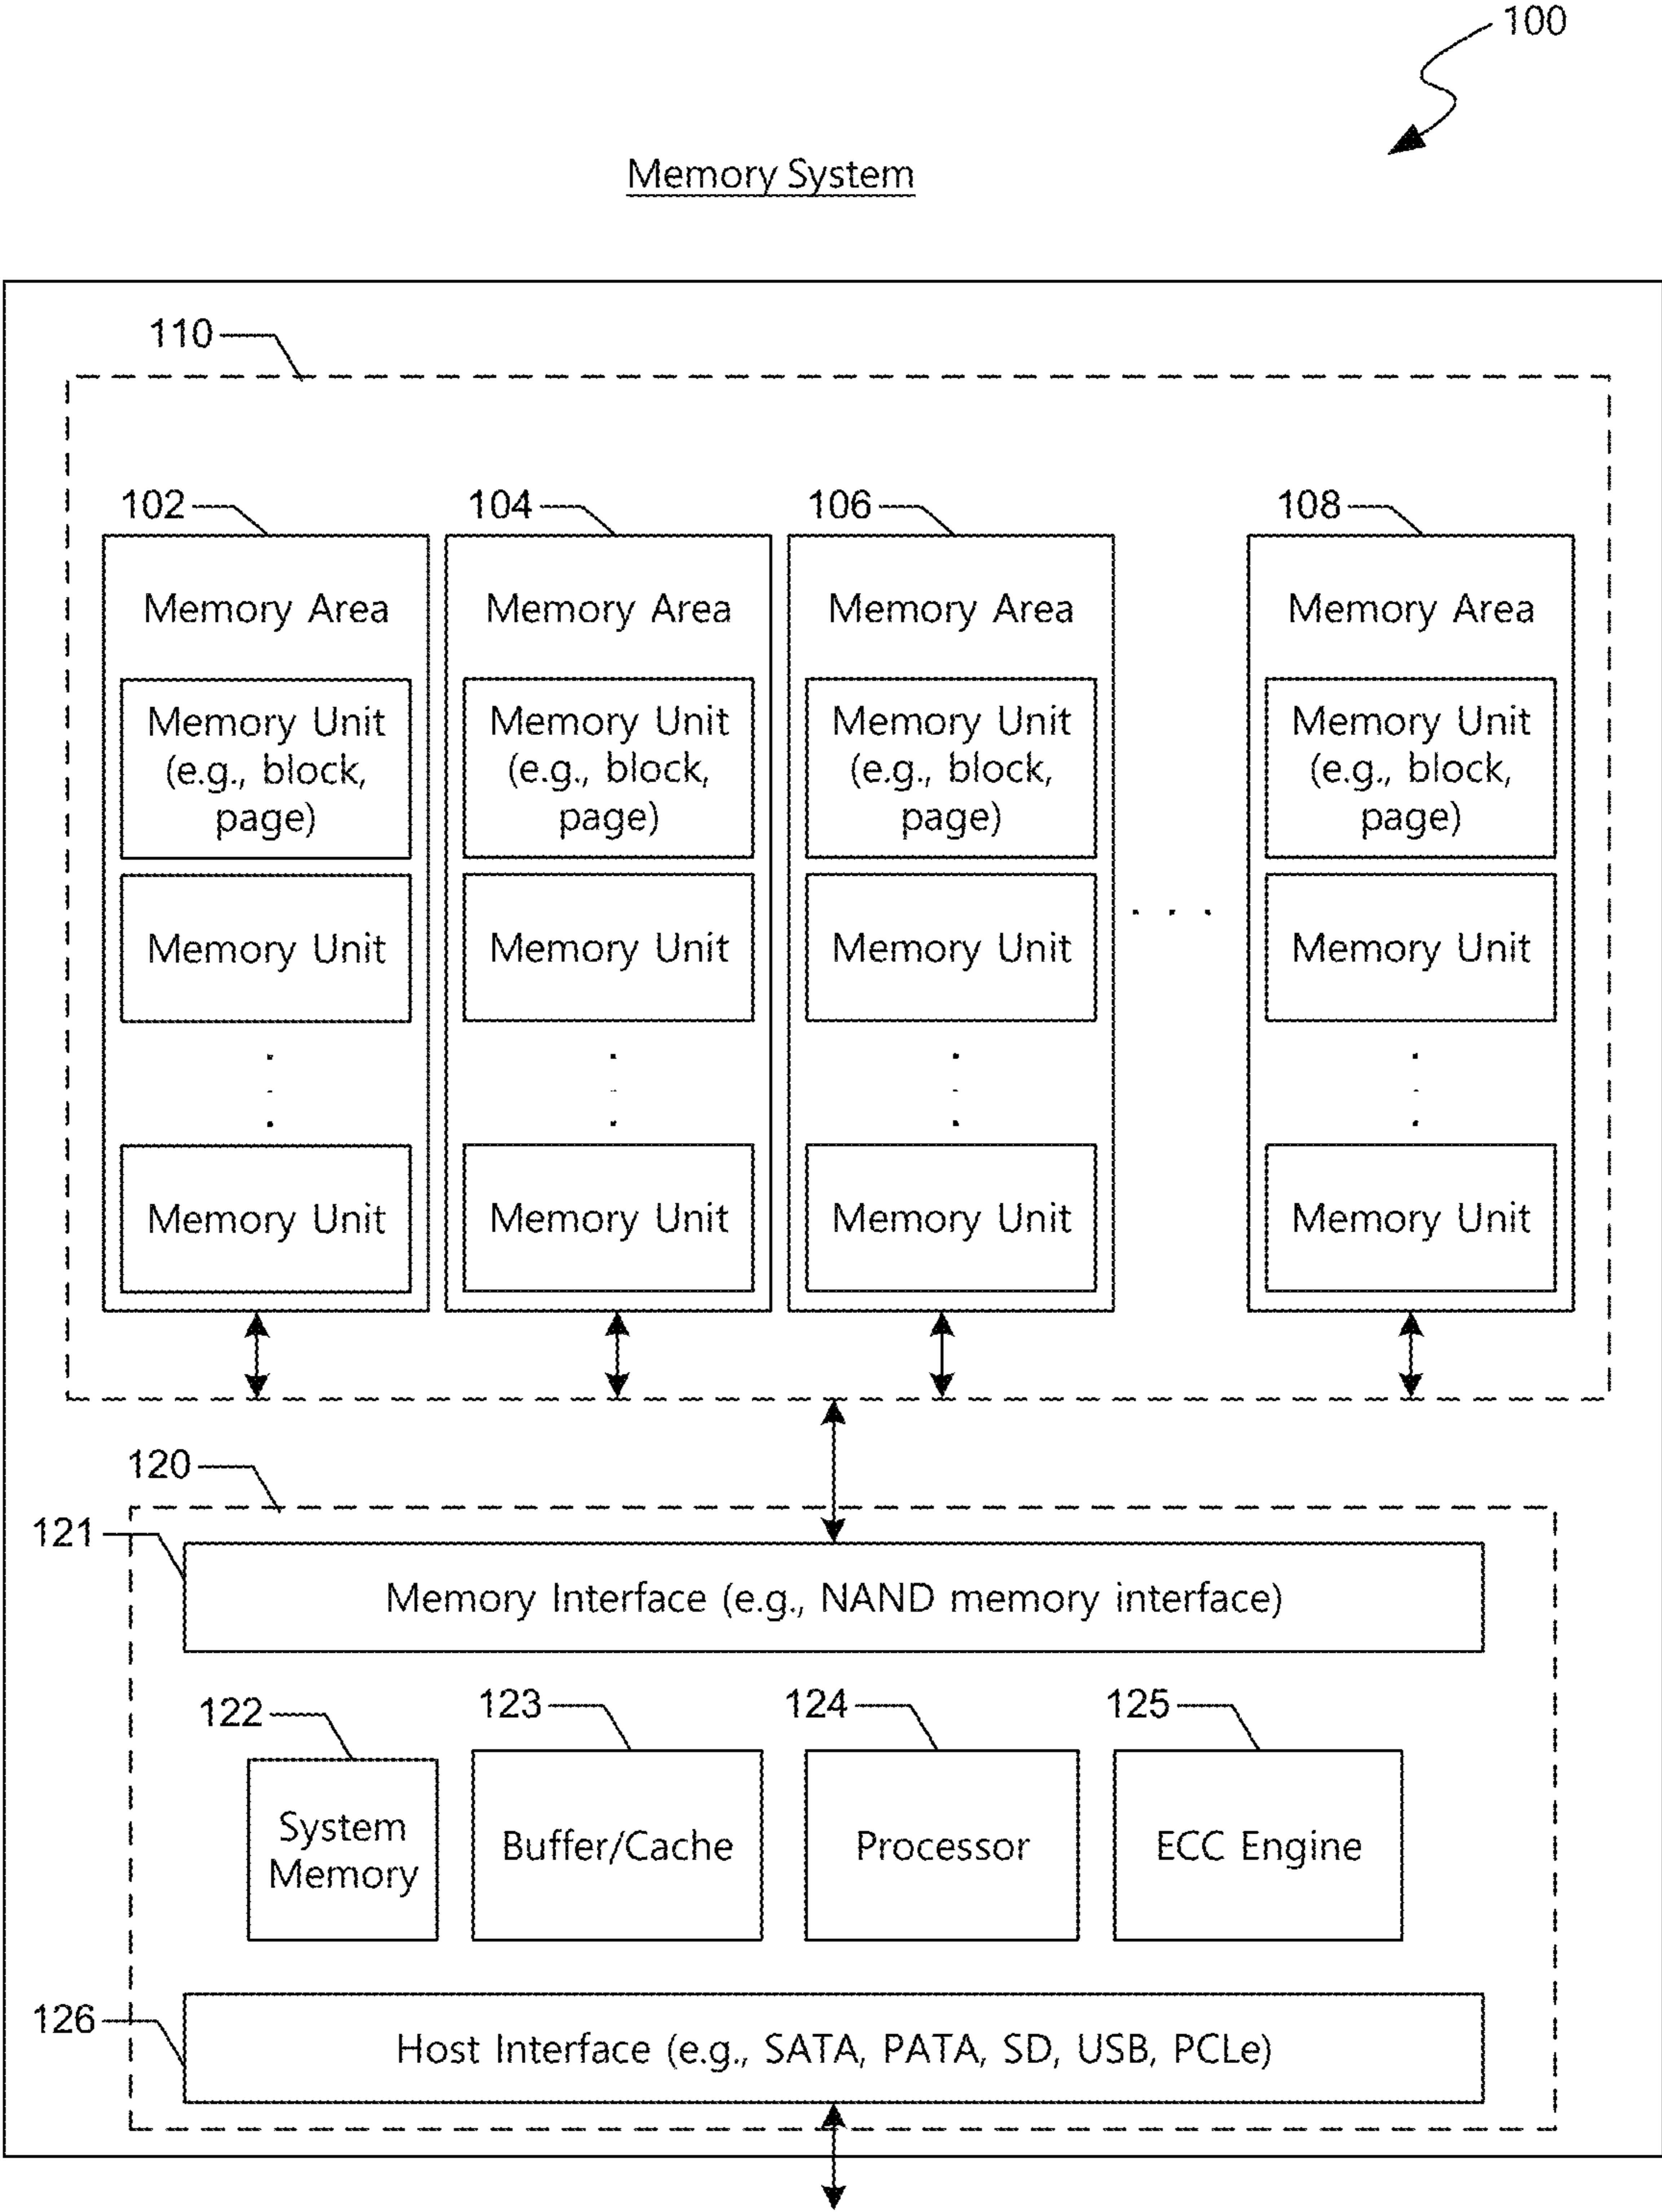 100
Memory System
110
102
104
106
108
Memory Area
Memory Area
Memory Area
Memory Area
Memory Unit
(e.g., block,
page)
Memory Unit
(e.g., block,
page)
Memory Unit
(e.g., block,
page)
Memory Unit
(e.g., block,
page)
Memory Unit
Memory Unit
Memory Unit
. . .
Memory Unit
Memory Unit
Memory Unit
Memory Unit
Memory Unit
120
121
Memory Interface (e.g., NAND memory interface)
122
123
124
125
System
Memory
Buffer/Cache
Processor
ECC Engine
126
Host Interface (e.g., SATA, PATA, SD, USB, PCLe)